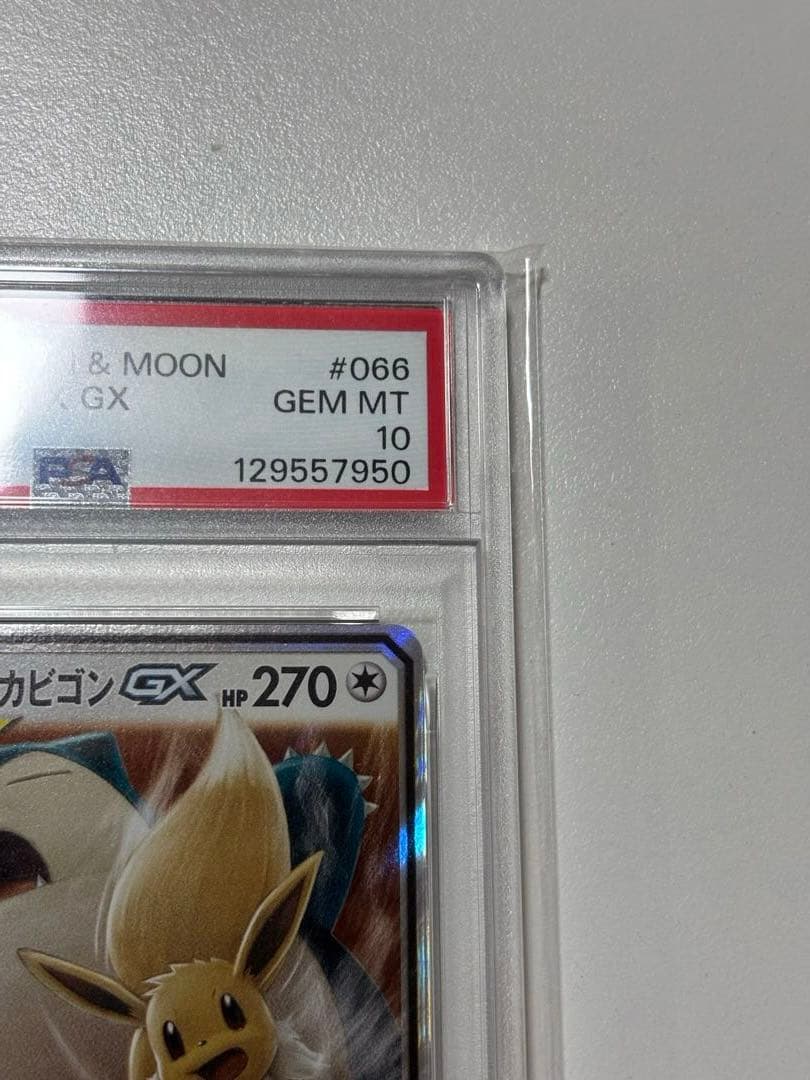 & MOON #066
GX GEM MT
10
PSA 129557950
カビゴン GX HP 270